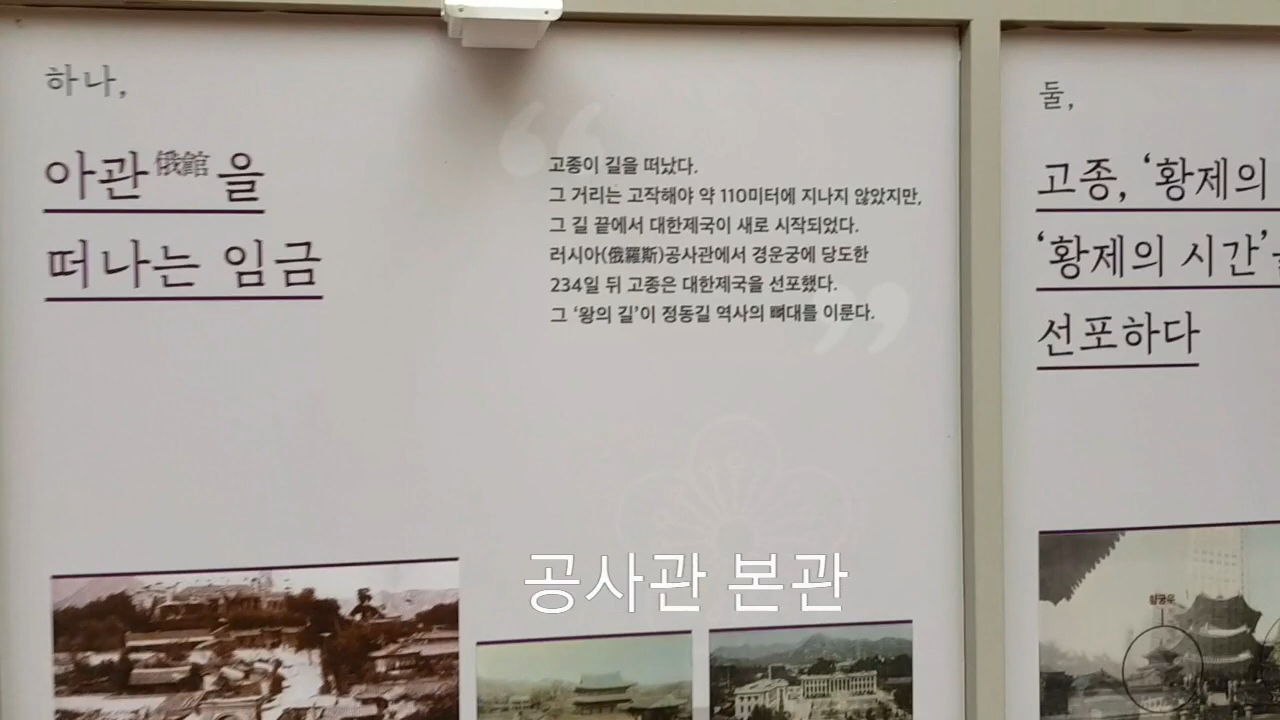 하나,
아관俄館을
떠나는 임금
고종이 길을 떠났다.
그 거리는 고작해야 약 110미터에 지나지 않았지만,
그 길 끝에서 대한제국이 새로 시작되었다.
러시아(俄羅斯)공사관에서 경운궁에 당도한
234일 뒤 고종은 대한제국을 선포했다.
그 ‘왕의 길’이 정동길 역사의 뼈대를 이룬다.
공사관 본관
둘,
고종, ‘황제의
‘황제의 시간’
선포하다
황궁우